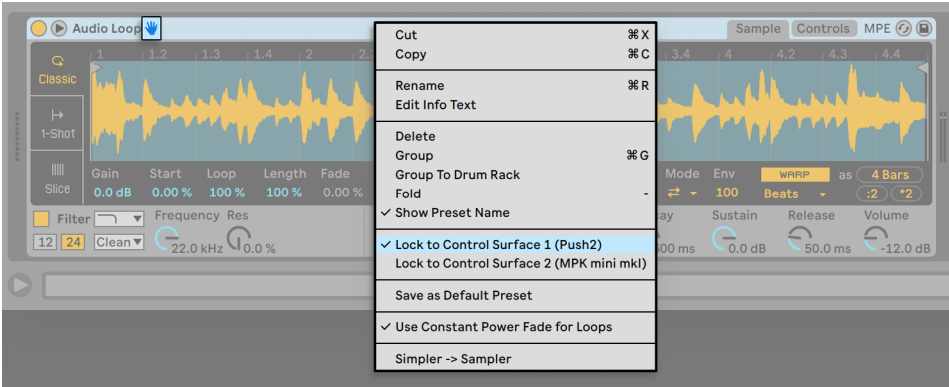 Audio Loop
Sample Controls MPE
1 1.2 1.3 1.4 2 2.
3.4 4 4.2 4.3 4.4
Classic
1-Shot
Slice
Gain Start Loop Length Fade
0.0 dB 0.00 % 100 % 100 % 0.00 %
Mode Env WARP as 4 Bars
100 Beats :2 *2
Filter Frequency Res
12 24 Clean 22.0 kHz 0.0 %
Sustain Release Volume
00 ms 0.0 dB 50.0 ms -12.0 dB
Cut ⌘ X
Copy ⌘ C
Rename ⌘ R
Edit Info Text
Delete
Group ⌘ G
Group To Drum Rack
Fold -
✓ Show Preset Name
✓ Lock to Control Surface 1 (Push2)
Lock to Control Surface 2 (MPK mini mkI)
Save as Default Preset
✓ Use Constant Power Fade for Loops
Simpler -> Sampler